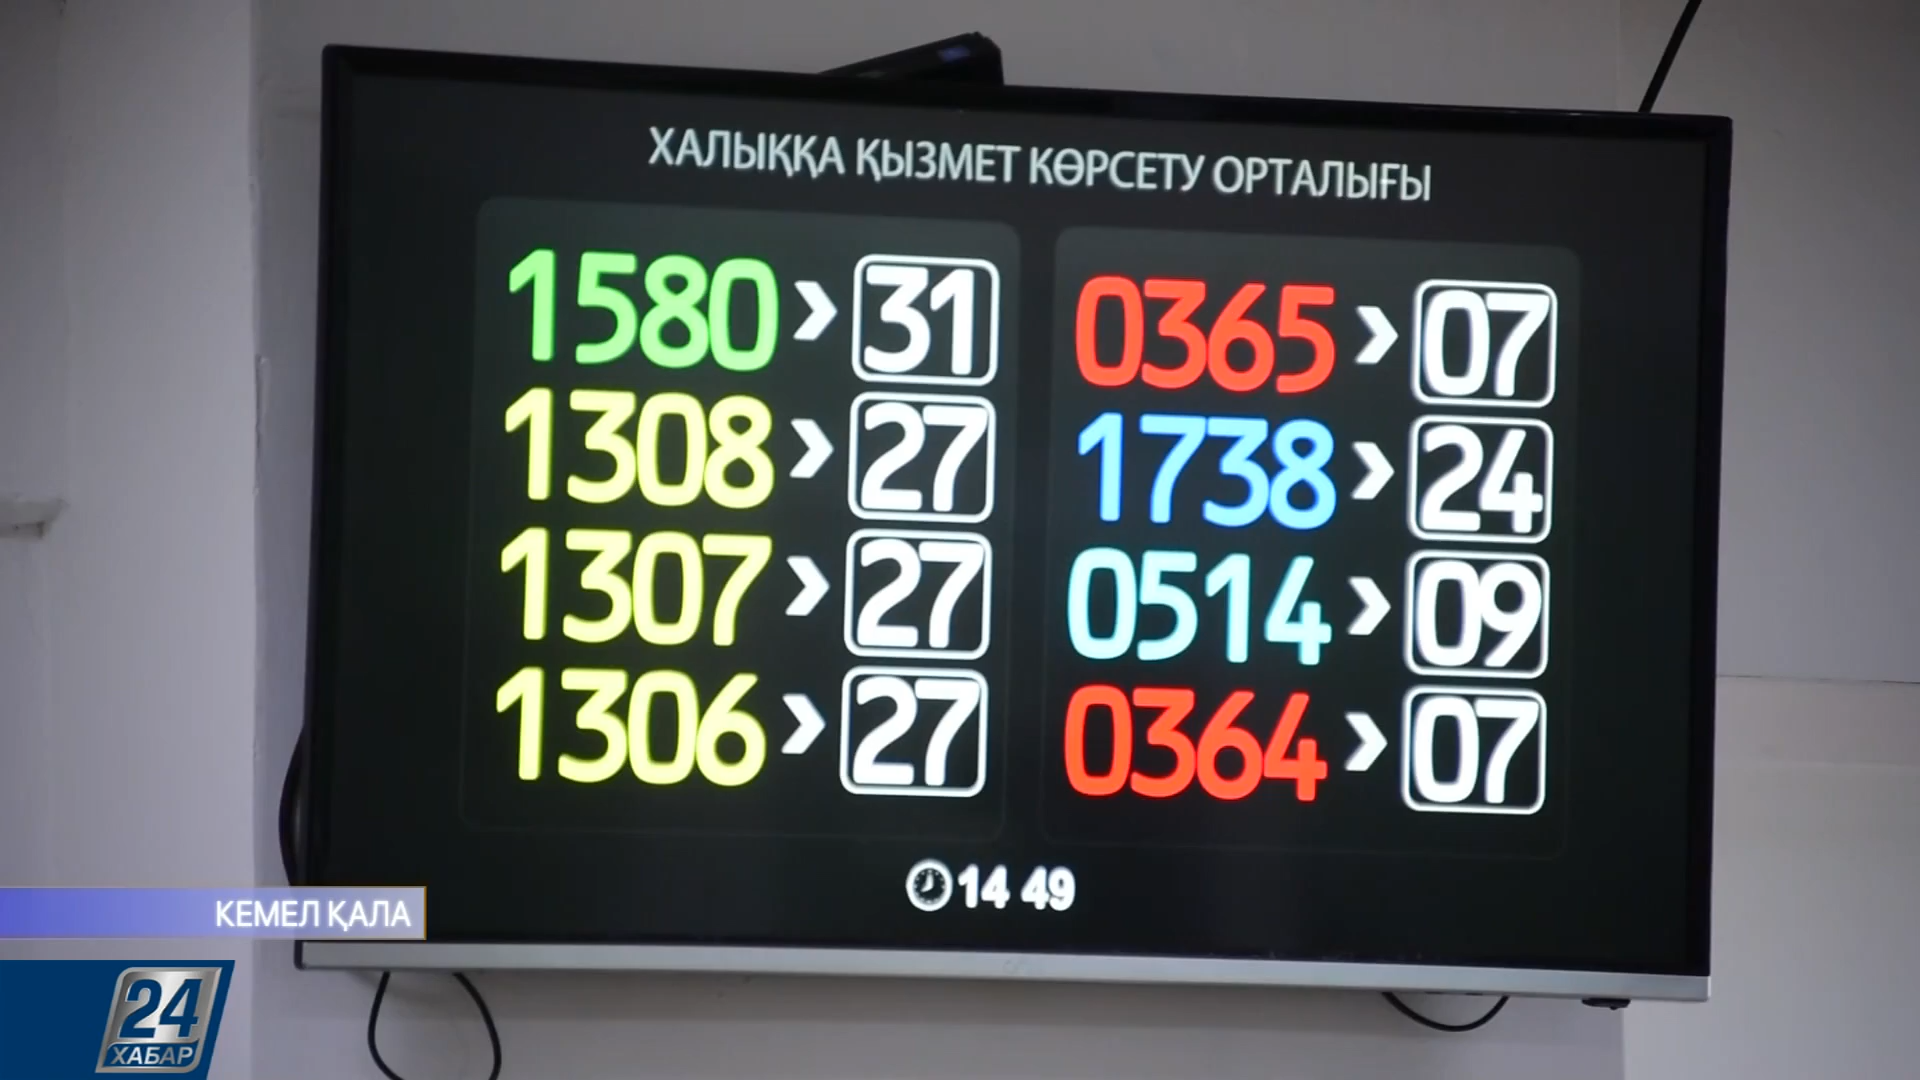 ХАЛЫҚҚА ҚЫЗМЕТ КӨРСЕТУ ОРТАЛЫҒЫ
1580 > 31
1308 > 27
1307 > 27
1306 > 27
0365 > 07
1738 > 24
0514 > 09
0364 > 07
14 49
КЕМЕЛ ҚАЛА
24
ХАБАР